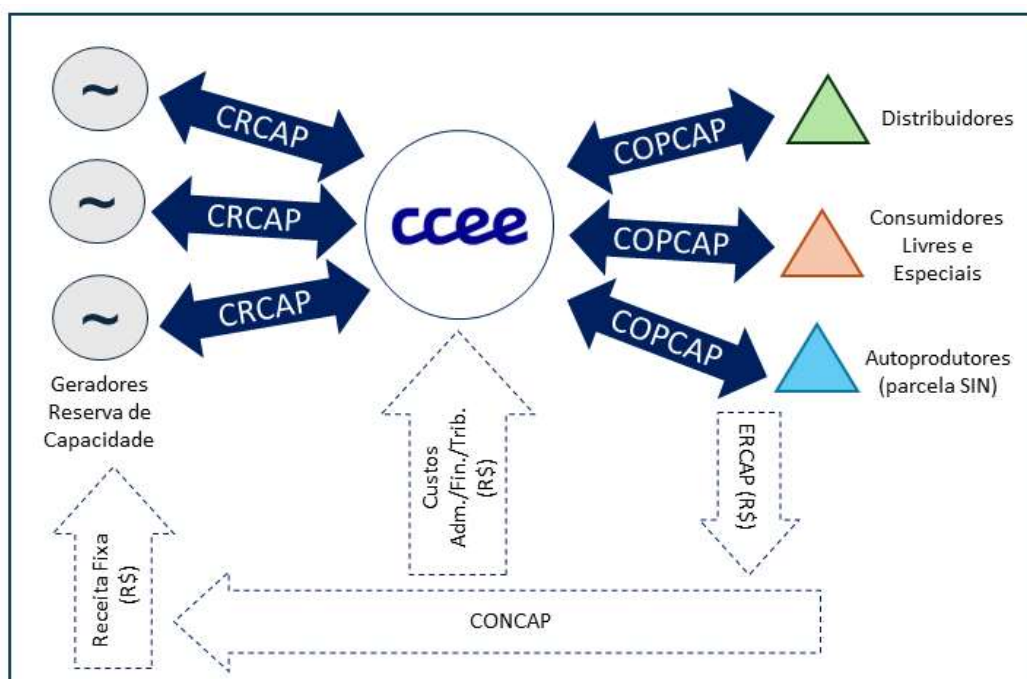 ~
CRCAP
~
CRCAP
~
CRCAP
Geradores
Reserva de
Capacidade
ccee
COPCAP
COPCAP
COPCAP
Distribuidores
Consumidores
Livres e
Especiais
Autoprodutores
(parcela SIN)
Receita Fixa
(R$)
Custos
Adm./Fin./Trib.
(R$)
ERCAP (R$)
CONCAP